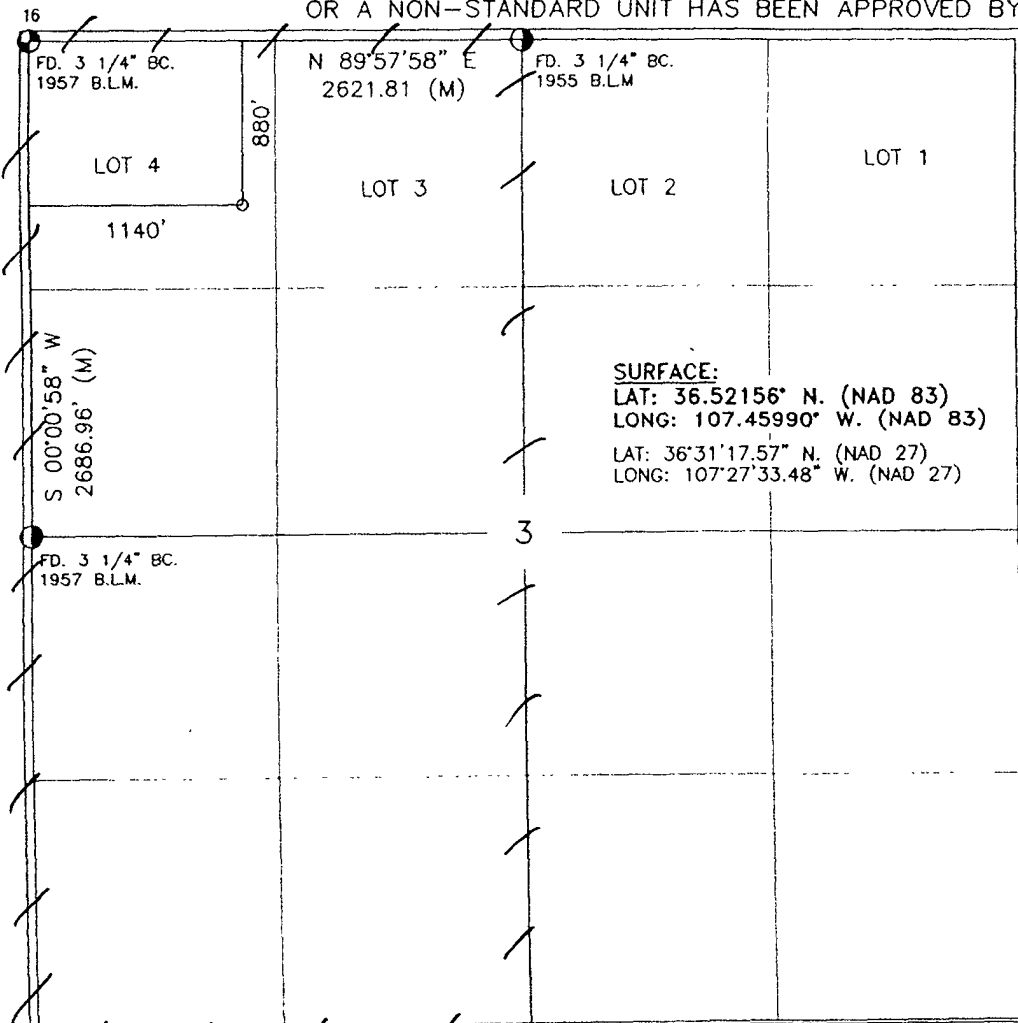 OR A NON-STANDARD UNIT HAS BEEN APPROVED BY
16
FD. 3 1/4" BC.
1957 B.L.M.
N 89°57'58" E
2621.81 (M)
FD. 3 1/4" BC.
1955 B.L.M
880'
LOT 4
LOT 3
LOT 2
LOT 1
1140'
S 00°00'58" W
2686.96' (M)
SURFACE:
LAT: 36.52156° N. (NAD 83)
LONG: 107.45990° W. (NAD 83)
LAT: 36°31'17.57" N. (NAD 27)
LONG: 107°27'33.48" W. (NAD 27)
3
FD. 3 1/4" BC.
1957 B.L.M.